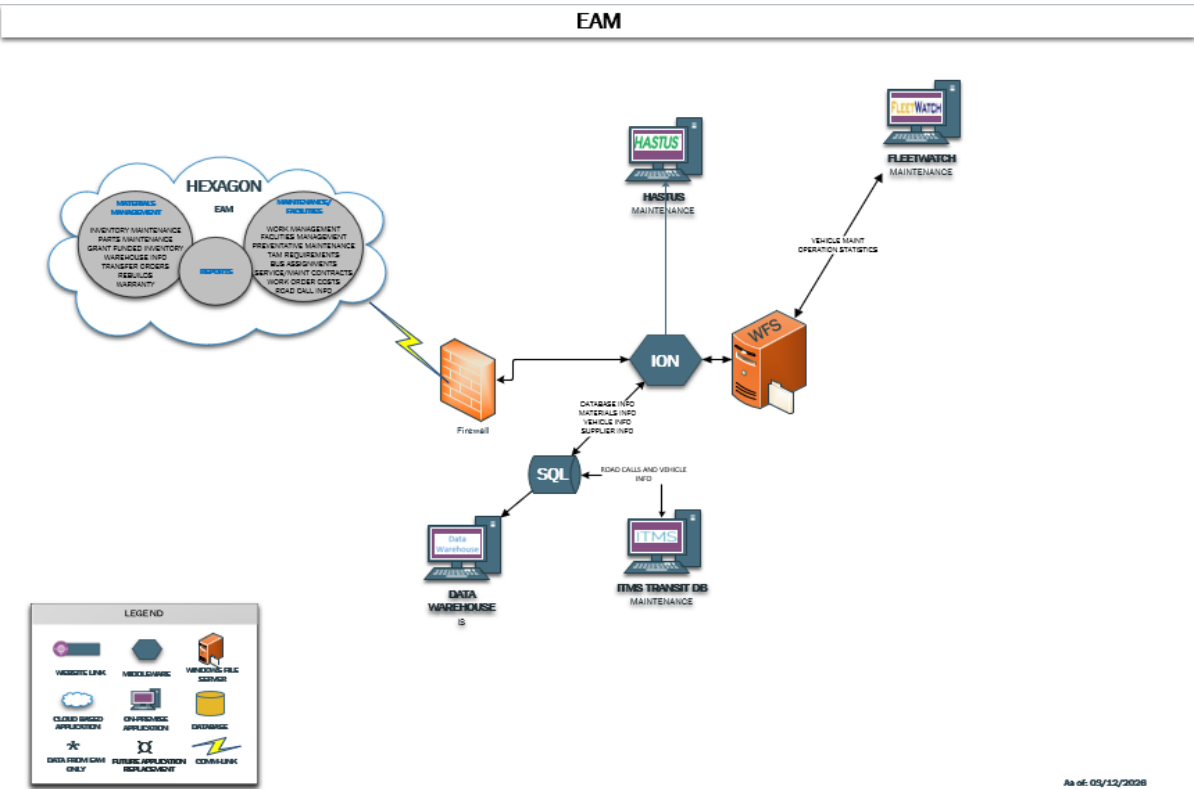 EAM
HEXAGON
EAM
MATERIALS
MANAGEMENT
INVENTORY MAINTENANCE
PARTS MAINTENANCE
GRANT FUNDED INVENTORY
WAREHOUSE INFO
TRANSFER ORDERS
REBUILDS
WARRANTY
REPORTS
MAINTENANCE/
FACILITIES
WORK MANAGEMENT
FACILITIES MANAGEMENT
PREVENTATIVE MAINTENANCE
TAM REQUIREMENTS
BUS ASSIGNMENTS
SERVICE/MAINT CONTRACTS
WORK ORDER COSTS
ROAD CALL INFO
HASTUS
HASTUS
MAINTENANCE
FLEETWATCH
FLEETWATCH
MAINTENANCE
VEHICLE MAINT
OPERATION STATISTICS
WFS
ION
Firewall
DATABASE INFO
MATERIALS INFO
VEHICLE INFO
SUPPLIER INFO
SQL
ROAD CALLS AND VEHICLE
INFO
Data
Warehouse
DATA
WAREHOUSE
IS
ITMS
ITMS TRANSIT DB
MAINTENANCE
LEGEND
WEBSITE LINK
MIDDLEWARE
WINDOWS FILE
SERVER
CLOUD BASED
APPLICATION
ON-PREMISE
APPLICATION
DATABASE
*
¤
DATA FROM EAM
ONLY
FUTURE APPLICATION
REPLACEMENT
COMM-LINK
As of: 03/12/2026